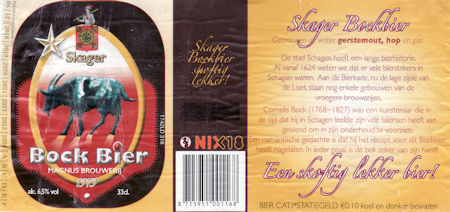 Skager
Bock Bier
MAGNUS BROUWERIJ
alc. 6.5% vol
33cl.
1745LD 318
Skager
Bockbier
skoftig
lekker!
NIX18
8 715951 001168
Skager Bockbier
Gebrouwen water, gerstemout, hop en gist.
De stad Schagen heeft een lange bierhistorie.
Al vanaf 1624 weten we dat er vele bierstekers in
Schagen waren. Aan de Bierkade, nu de lage zijde van
de Loet, staan nog enkele gebouwen van de
vroegere brouwerijen.
Cornelis Bock (1768-1827) was een kunstenaar die in
de tijd dat hij in Schagen leefde zijn vele talenten heeft aan
gewend om in zijn onderhoud te voorzien.
Een romantische gedachte is dat hij het recept voor dit Bockbier
heeft nagelaten. In ieder geval is de bok zeker van zijn hand!
Een skoftig lekker bier!
BIER CAT.I *STATIEGELD €0.10 koel en donker bewaren